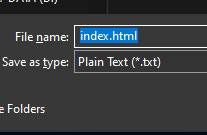 File name: index.html
Save as type: Plain Text (*.txt)
e Folders